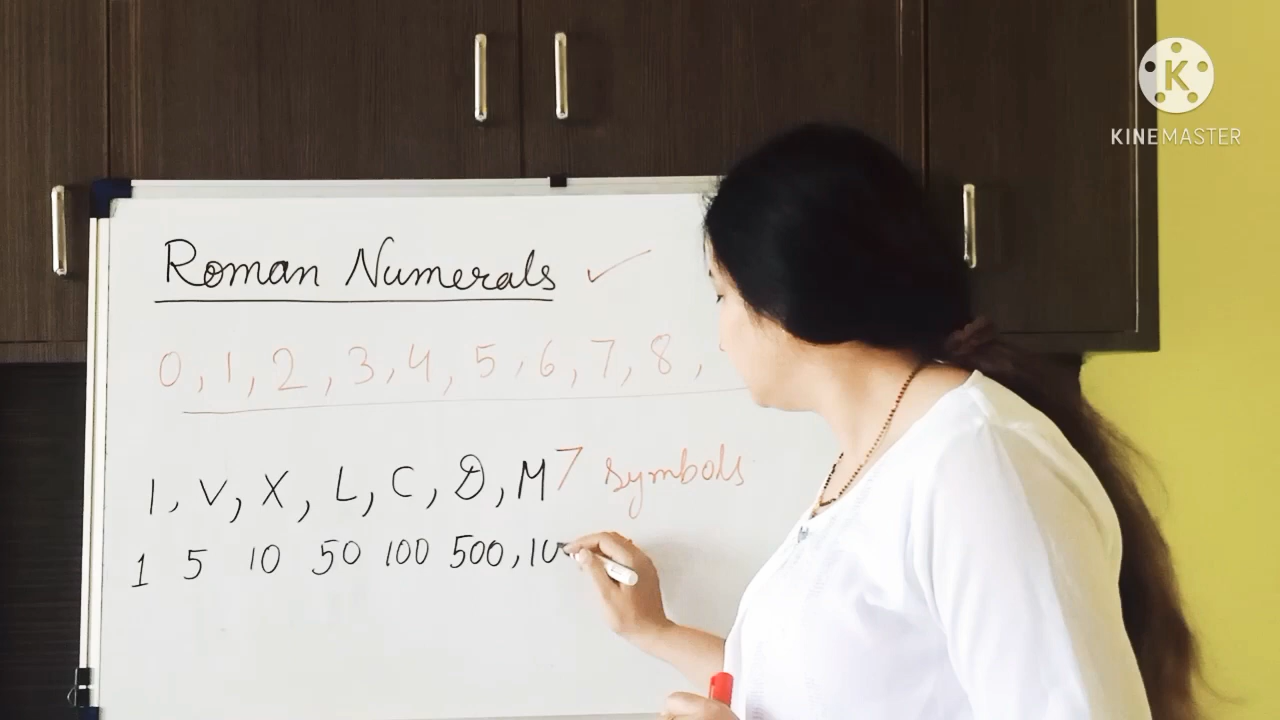 Roman Numerals ✓
0, 1, 2, 3, 4, 5, 6, 7, 8,
I, V, X, L, C, D, M 7 symbols
1 5 10 50 100 500, 10
K
KINEMASTER